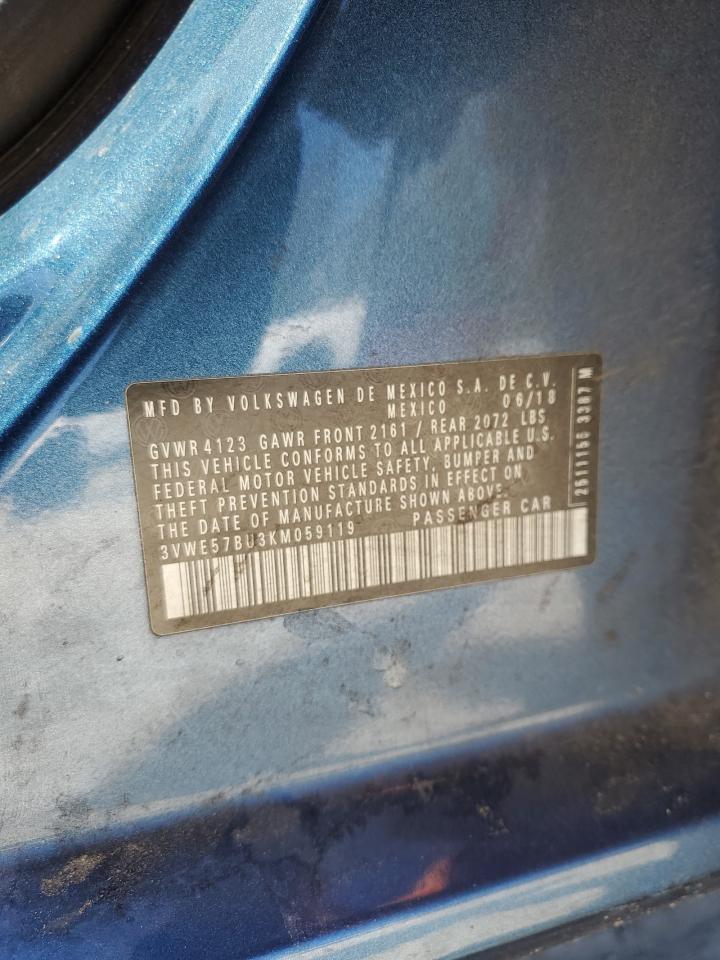 MFD BY VOLKSWAGEN DE MEXICO S.A. DE C.V.
MEXICO 06/18
GVWR 4123 GAWR FRONT 2161 / REAR 2072 LBS
THIS VEHICLE CONFORMS TO ALL APPLICABLE U.S.
FEDERAL MOTOR VEHICLE SAFETY, BUMPER AND
THEFT PREVENTION STANDARDS IN EFFECT ON
THE DATE OF MANUFACTURE SHOWN ABOVE.
3VWE57BU3KM059119 PASSENGER CAR
2511156 3387 M